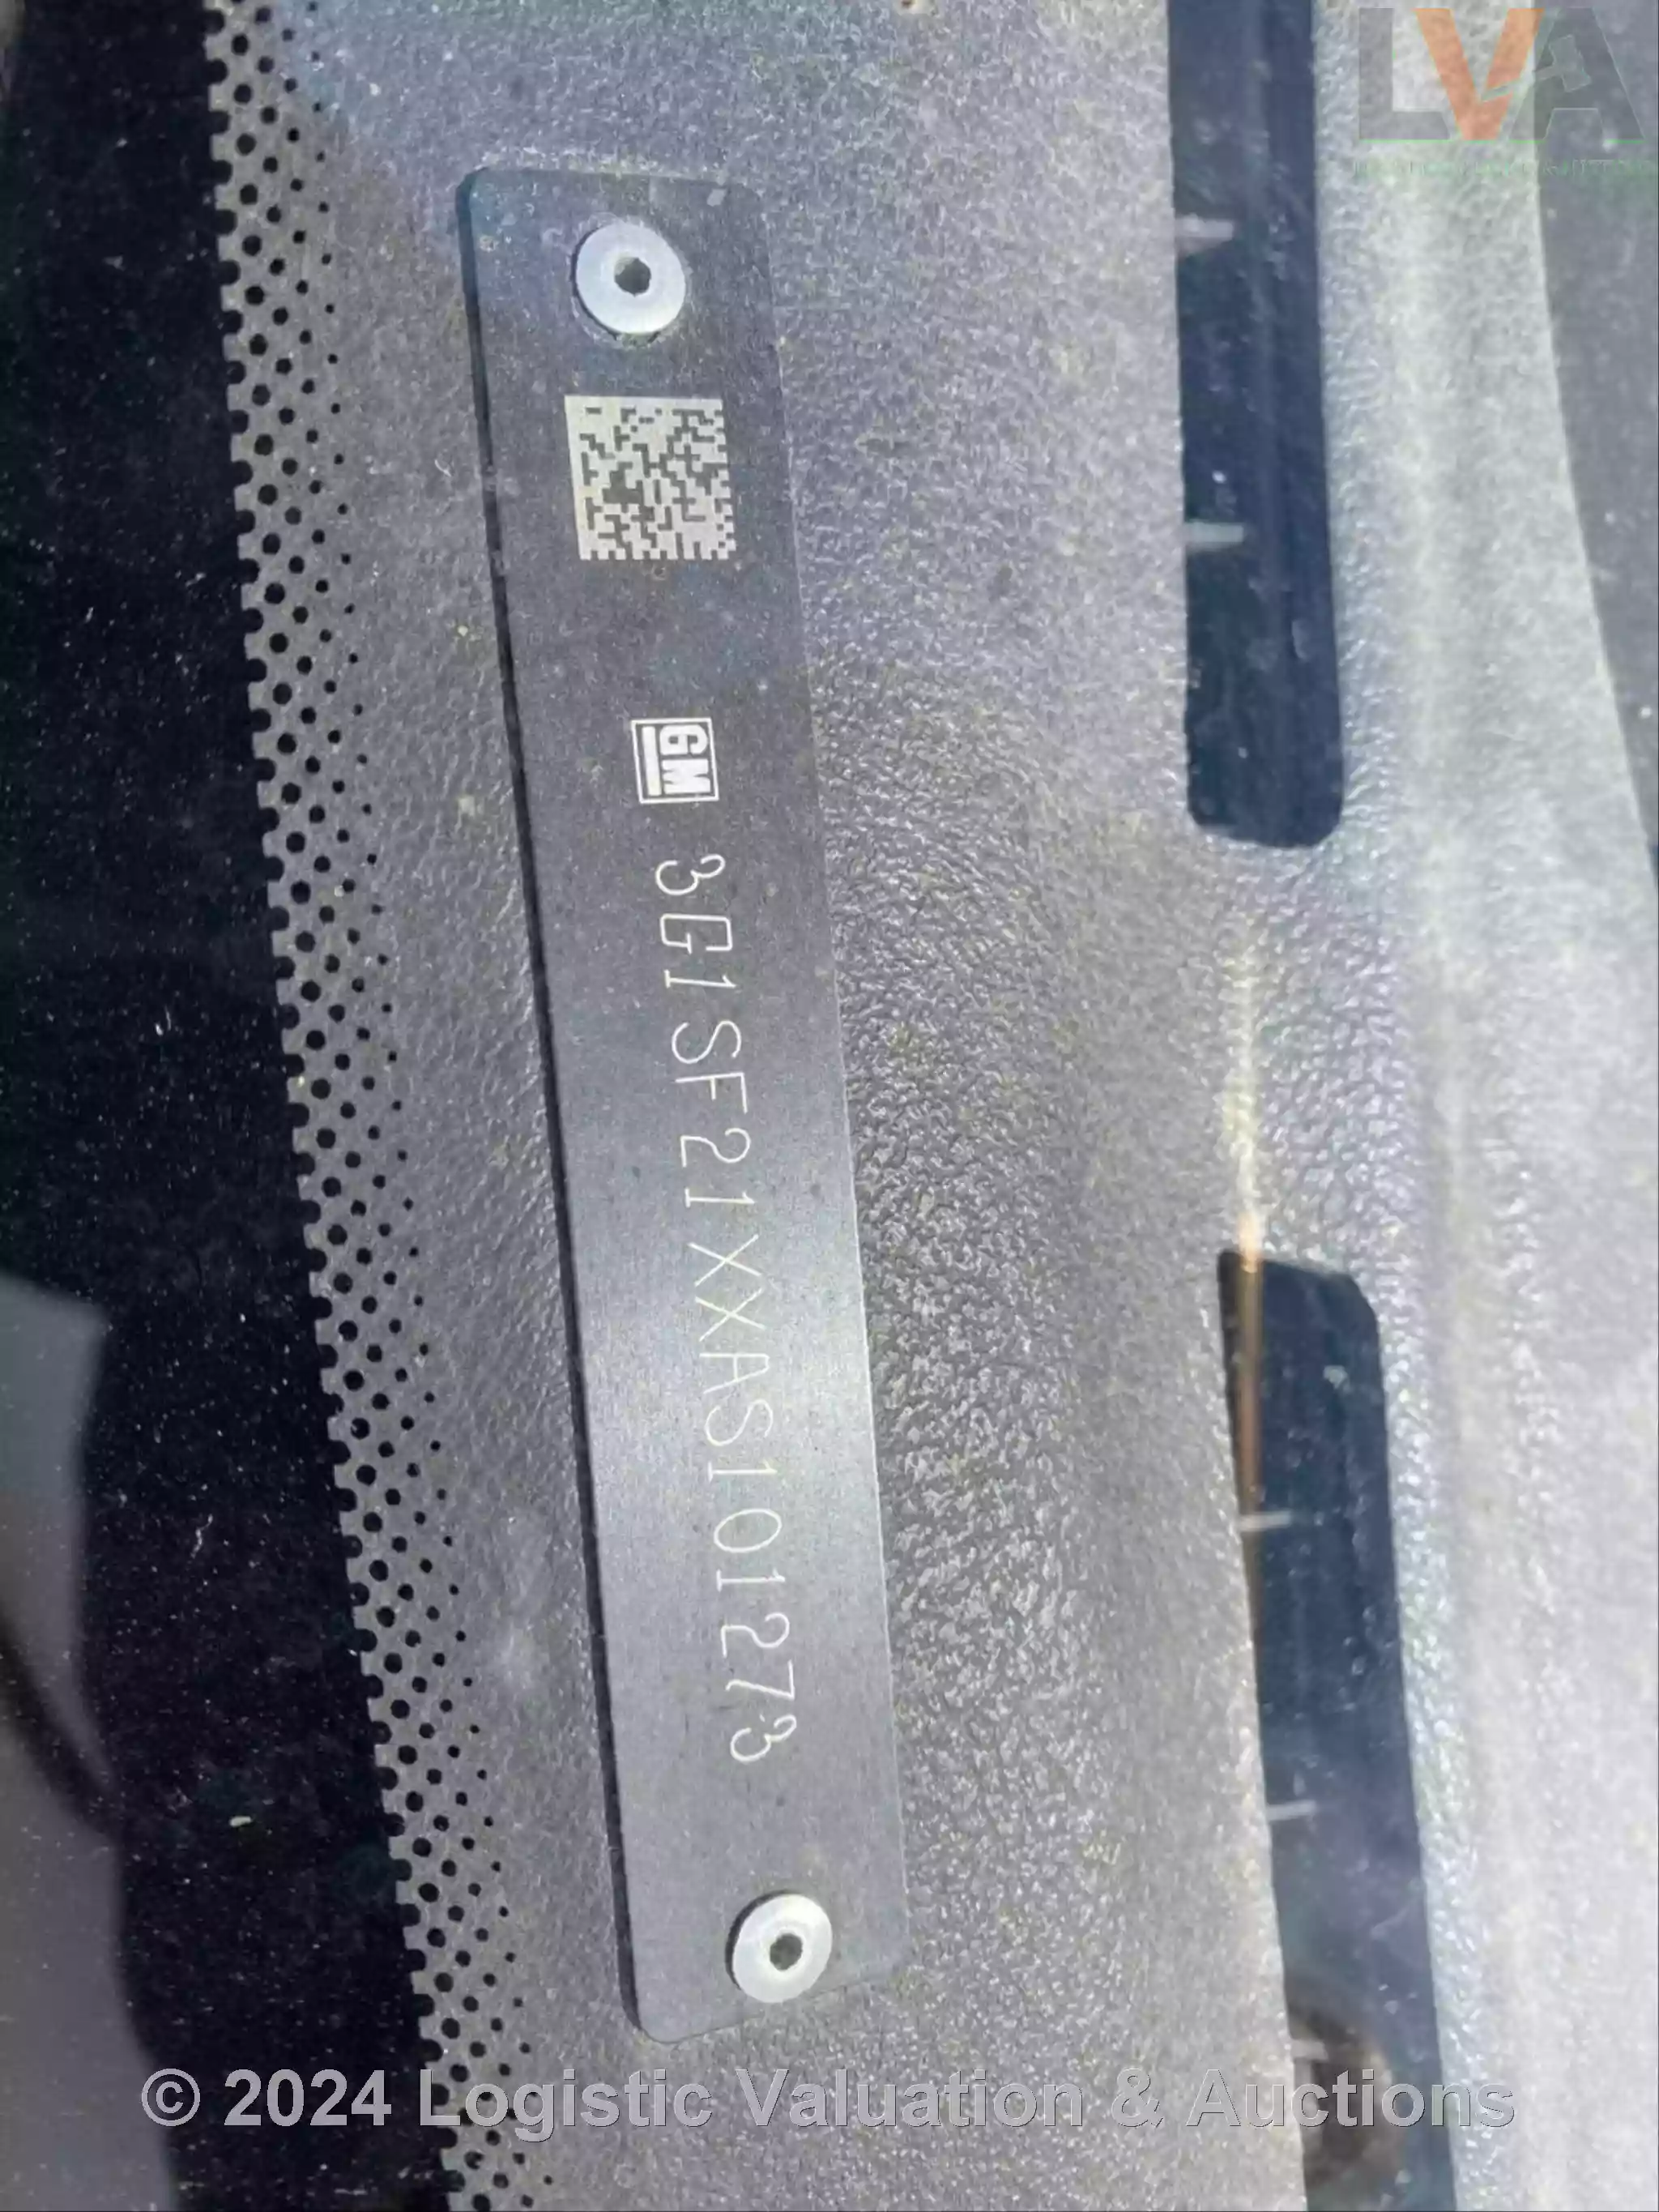 LVA
GM 3G1SF21XXAS101273
© 2024 Logistic Valuation & Auctions